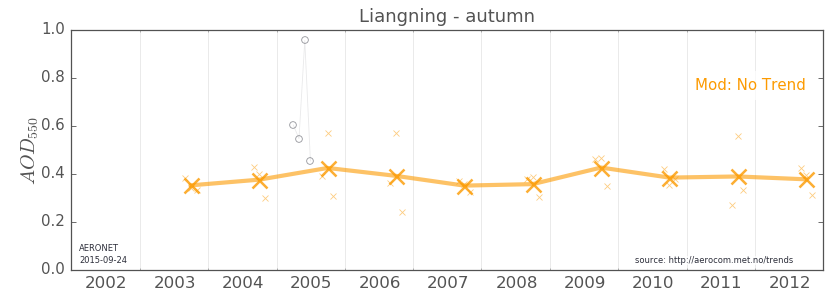 Liangning - autumn
1.0
0.8
0.6
0.4
0.2
0.0
AOD550
Mod: No Trend
AERONET
2015-09-24
source: http://aerocom.met.no/trends
2002 2003 2004 2005 2006 2007 2008 2009 2010 2011 2012